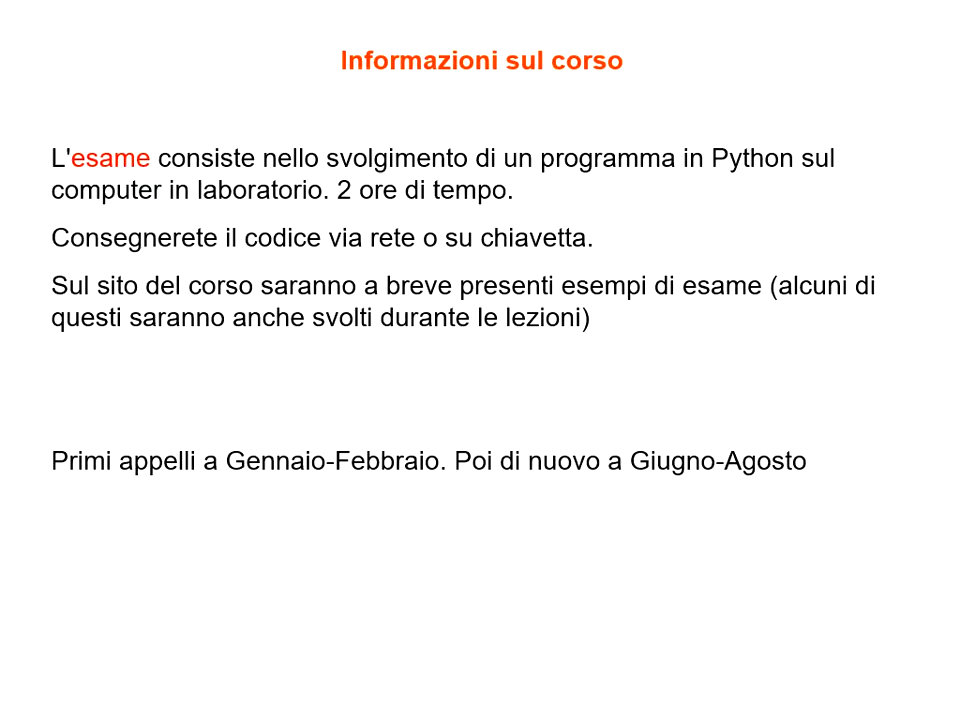 Informazioni sul corso
L'esame consiste nello svolgimento di un programma in Python sul
computer in laboratorio. 2 ore di tempo.
Consegnerete il codice via rete o su chiavetta.
Sul sito del corso saranno a breve presenti esempi di esame (alcuni di
questi saranno anche svolti durante le lezioni)
Primi appelli a Gennaio-Febbraio. Poi di nuovo a Giugno-Agosto